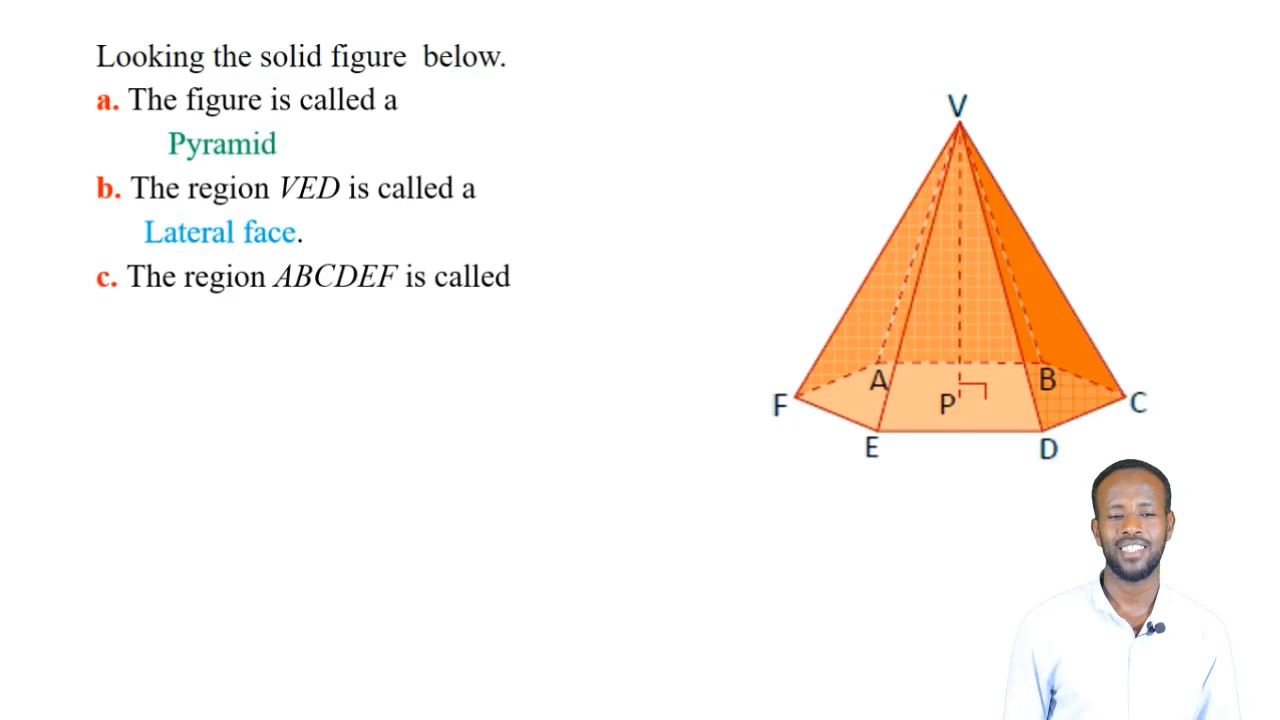 Looking the solid figure below.
a. The figure is called a
Pyramid
b. The region VED is called a
Lateral face.
c. The region ABCDEF is called
V
A
B
F
P
C
E
D